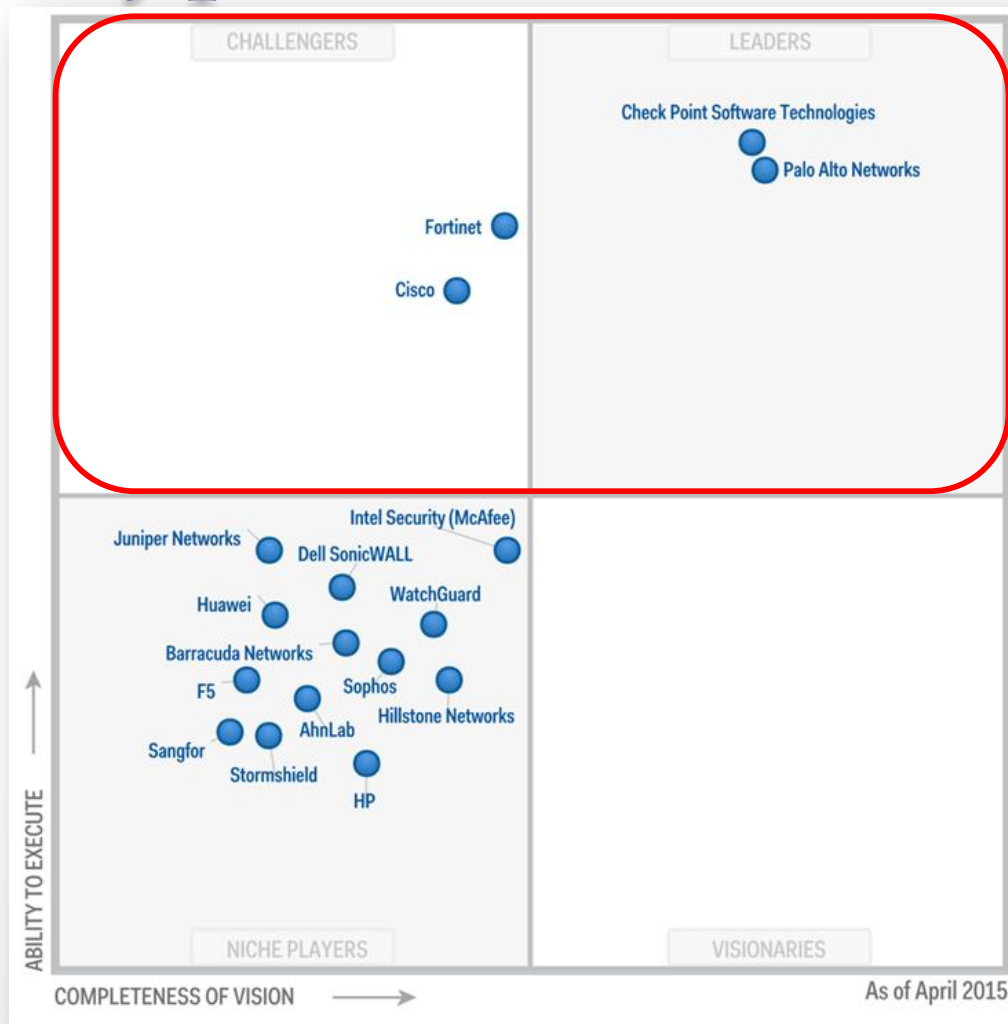 CHALLENGERS
LEADERS
Check Point Software Technologies
Palo Alto Networks
Fortinet
Cisco
Intel Security (McAfee)
Juniper Networks
Dell SonicWALL
WatchGuard
Huawei
Barracuda Networks
F5
Sophos
Hillstone Networks
AhnLab
Sangfor
Stormshield
HP
NICHE PLAYERS
VISIONARIES
ABILITY TO EXECUTE
COMPLETENESS OF VISION
As of April 2015